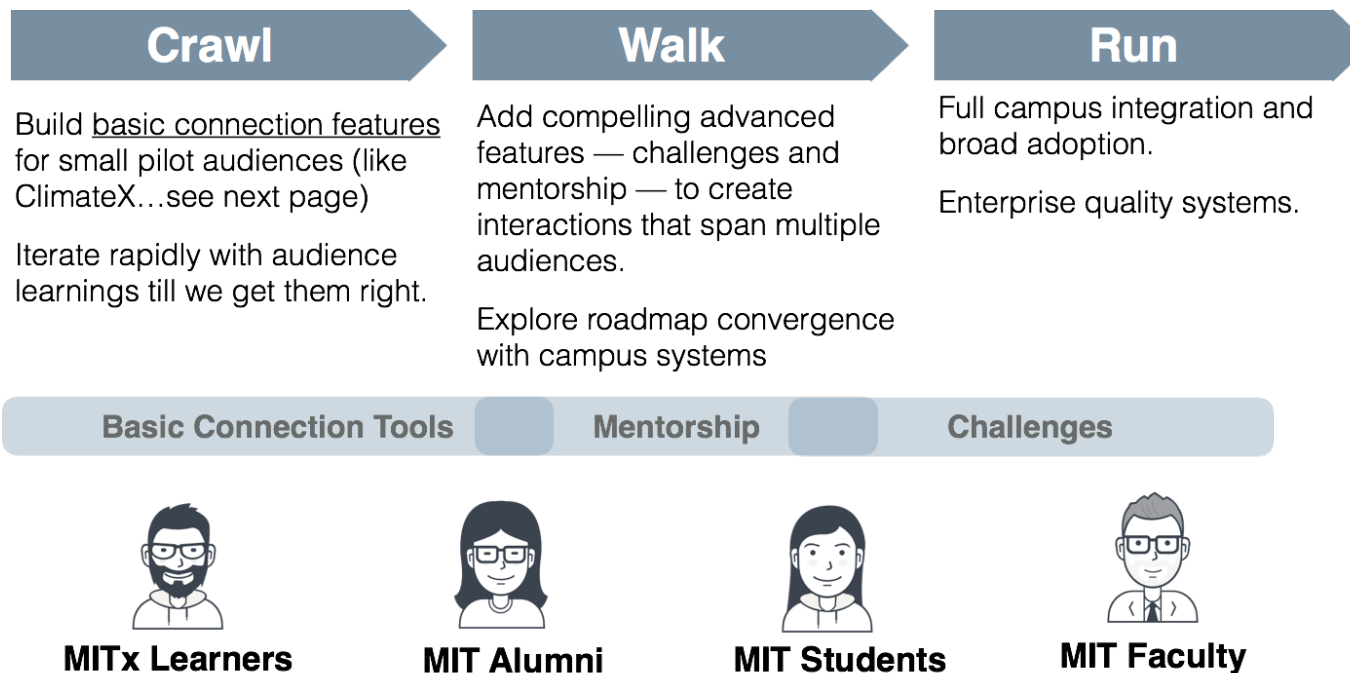 Crawl
Build basic connection features
for small pilot audiences (like
ClimateX...see next page)
Iterate rapidly with audience
learnings till we get them right.
Walk
Add compelling advanced
features — challenges and
mentorship — to create
interactions that span multiple
audiences.
Explore roadmap convergence
with campus systems
Run
Full campus integration and
broad adoption.
Enterprise quality systems.
Basic Connection Tools
Mentorship
Challenges
MITx Learners
MIT Alumni
MIT Students
MIT Faculty